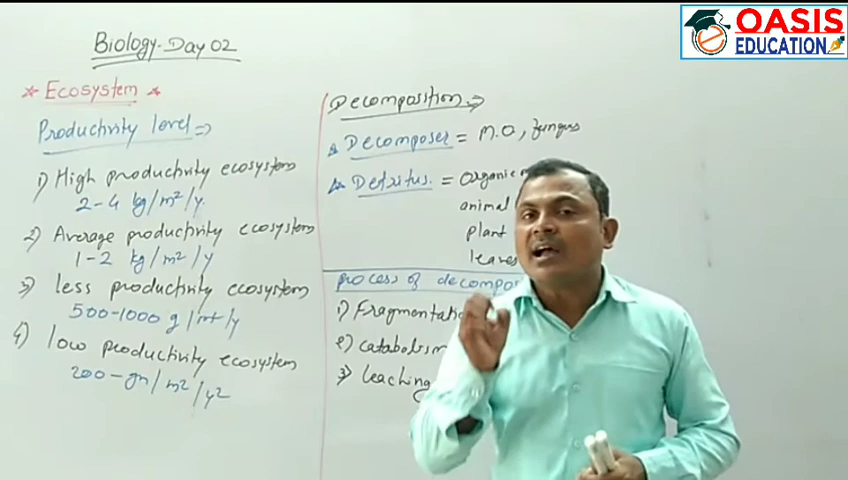 OASIS
EDUCATION
Biology-Day 02
* Ecosystem *
Productivity level =>
1) High productivity ecosystem
2-4 kg/m²/y.
2) Average productivity ecosystem
1-2 kg/m²/y
3) less productivity ecosystem
500-1000 g/m²/y
4) low productivity ecosystem
200-gm/m²/y²
Decomposition =>
Decomposer = M.O, fungus
Detritus. = organic
animal
plant
leaves
process of decompos
1) Fragmentatio
2) catabolism
3) leaching